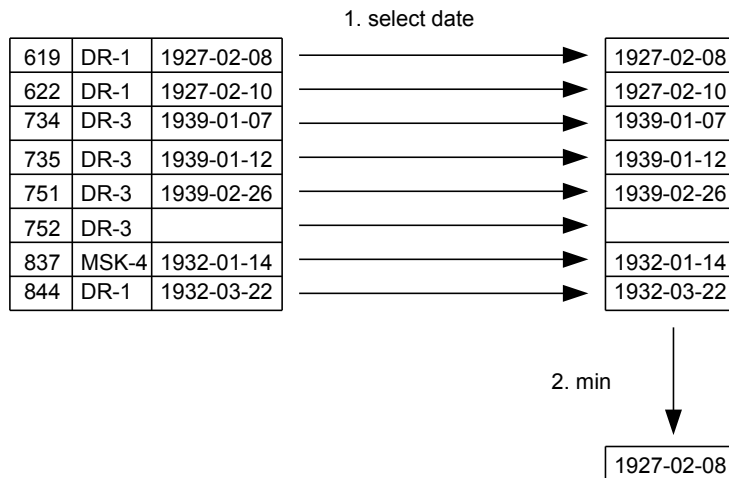 1. select date
619 DR-1 1927-02-08 1927-02-08
622 DR-1 1927-02-10 1927-02-10
734 DR-3 1939-01-07 1939-01-07
735 DR-3 1939-01-12 1939-01-12
751 DR-3 1939-02-26 1939-02-26
752 DR-3
837 MSK-4 1932-01-14 1932-01-14
844 DR-1 1932-03-22 1932-03-22
2. min
1927-02-08